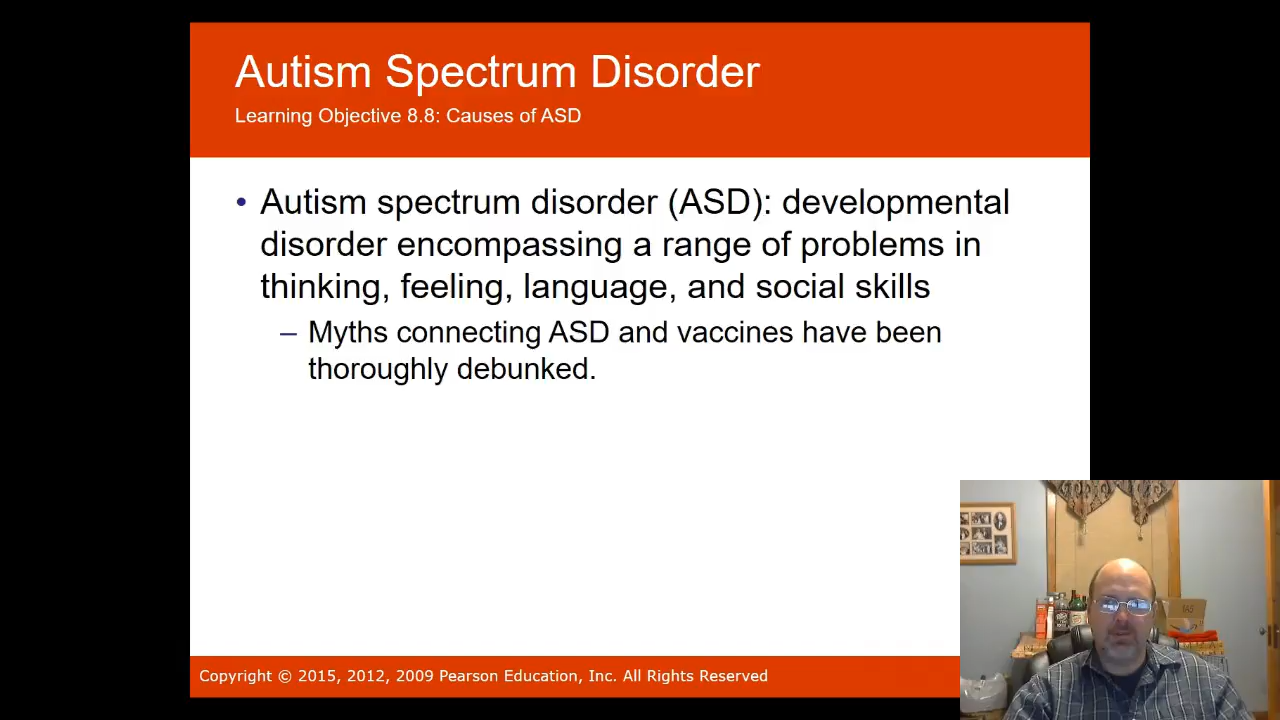 Autism Spectrum Disorder
Learning Objective 8.8: Causes of ASD
• Autism spectrum disorder (ASD): developmental
disorder encompassing a range of problems in
thinking, feeling, language, and social skills
– Myths connecting ASD and vaccines have been
thoroughly debunked.
Copyright © 2015, 2012, 2009 Pearson Education, Inc. All Rights Reserved